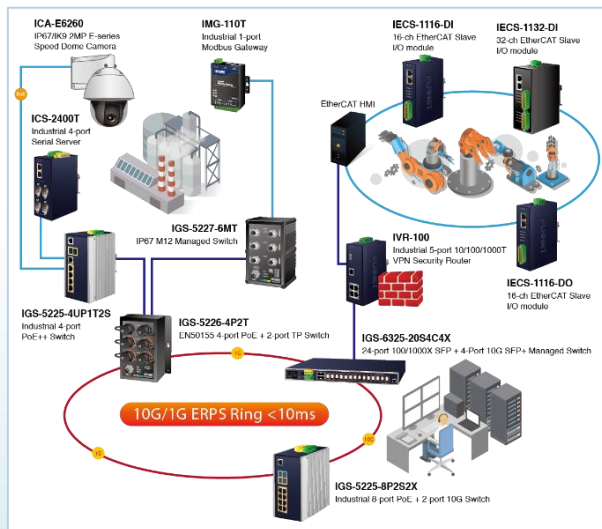 ICA-E6260
IP67/IK9 2MP E-series
Speed Dome Camera
IMG-110T
Industrial 1-port
Modbus Gateway
IECS-1116-DI
16-ch EtherCAT Slave
I/O module
IECS-1132-DI
32-ch EtherCAT Slave
I/O module
PoE
EtherCAT HMI
ICS-2400T
Industrial 4-port
Serial Server
IGS-5227-6MT
IP67 M12 Managed Switch
IVR-100
Industrial 5-port 10/100/1000T
VPN Security Router
IECS-1116-DO
16-ch EtherCAT Slave
I/O module
IGS-5225-4UP1T2S
Industrial 4-port
PoE++ Switch
IGS-5226-4P2T
EN50155 4-port PoE + 2-port TP Switch
IGS-6325-20S4C4X
24-port 100/1000X SFP + 4-Port 10G SFP+ Managed Switch
1G
10G/1G ERPS Ring <10ms
1G
10G
IGS-5225-8P2S2X
Industrial 8-port PoE + 2-port 10G Switch